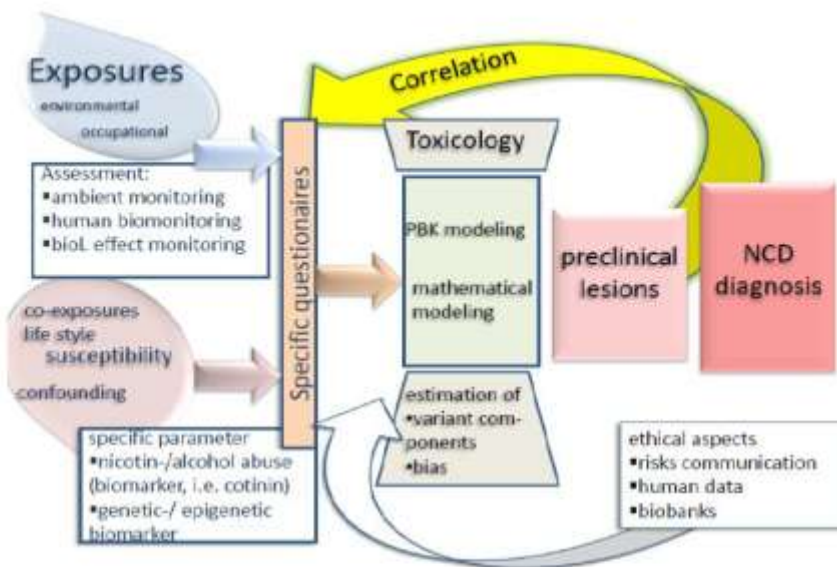 Exposures
environmental
occupational
Assessment:
▪ambient monitoring
▪human biomonitoring
▪biol. effect monitoring
co-exposures
life style
susceptibility
confounding
specific parameter
▪nicotin-/alcohol abuse
(biomarker, i.e. cotinin)
▪genetic-/ epigenetic
biomarker
Specific questionaires
Correlation
Toxicology
PBK modeling
mathematical
modeling
estimation of
▪variant com-
ponents
▪bias
preclinical
lesions
NCD
diagnosis
ethical aspects
▪risks communication
▪human data
▪biobanks